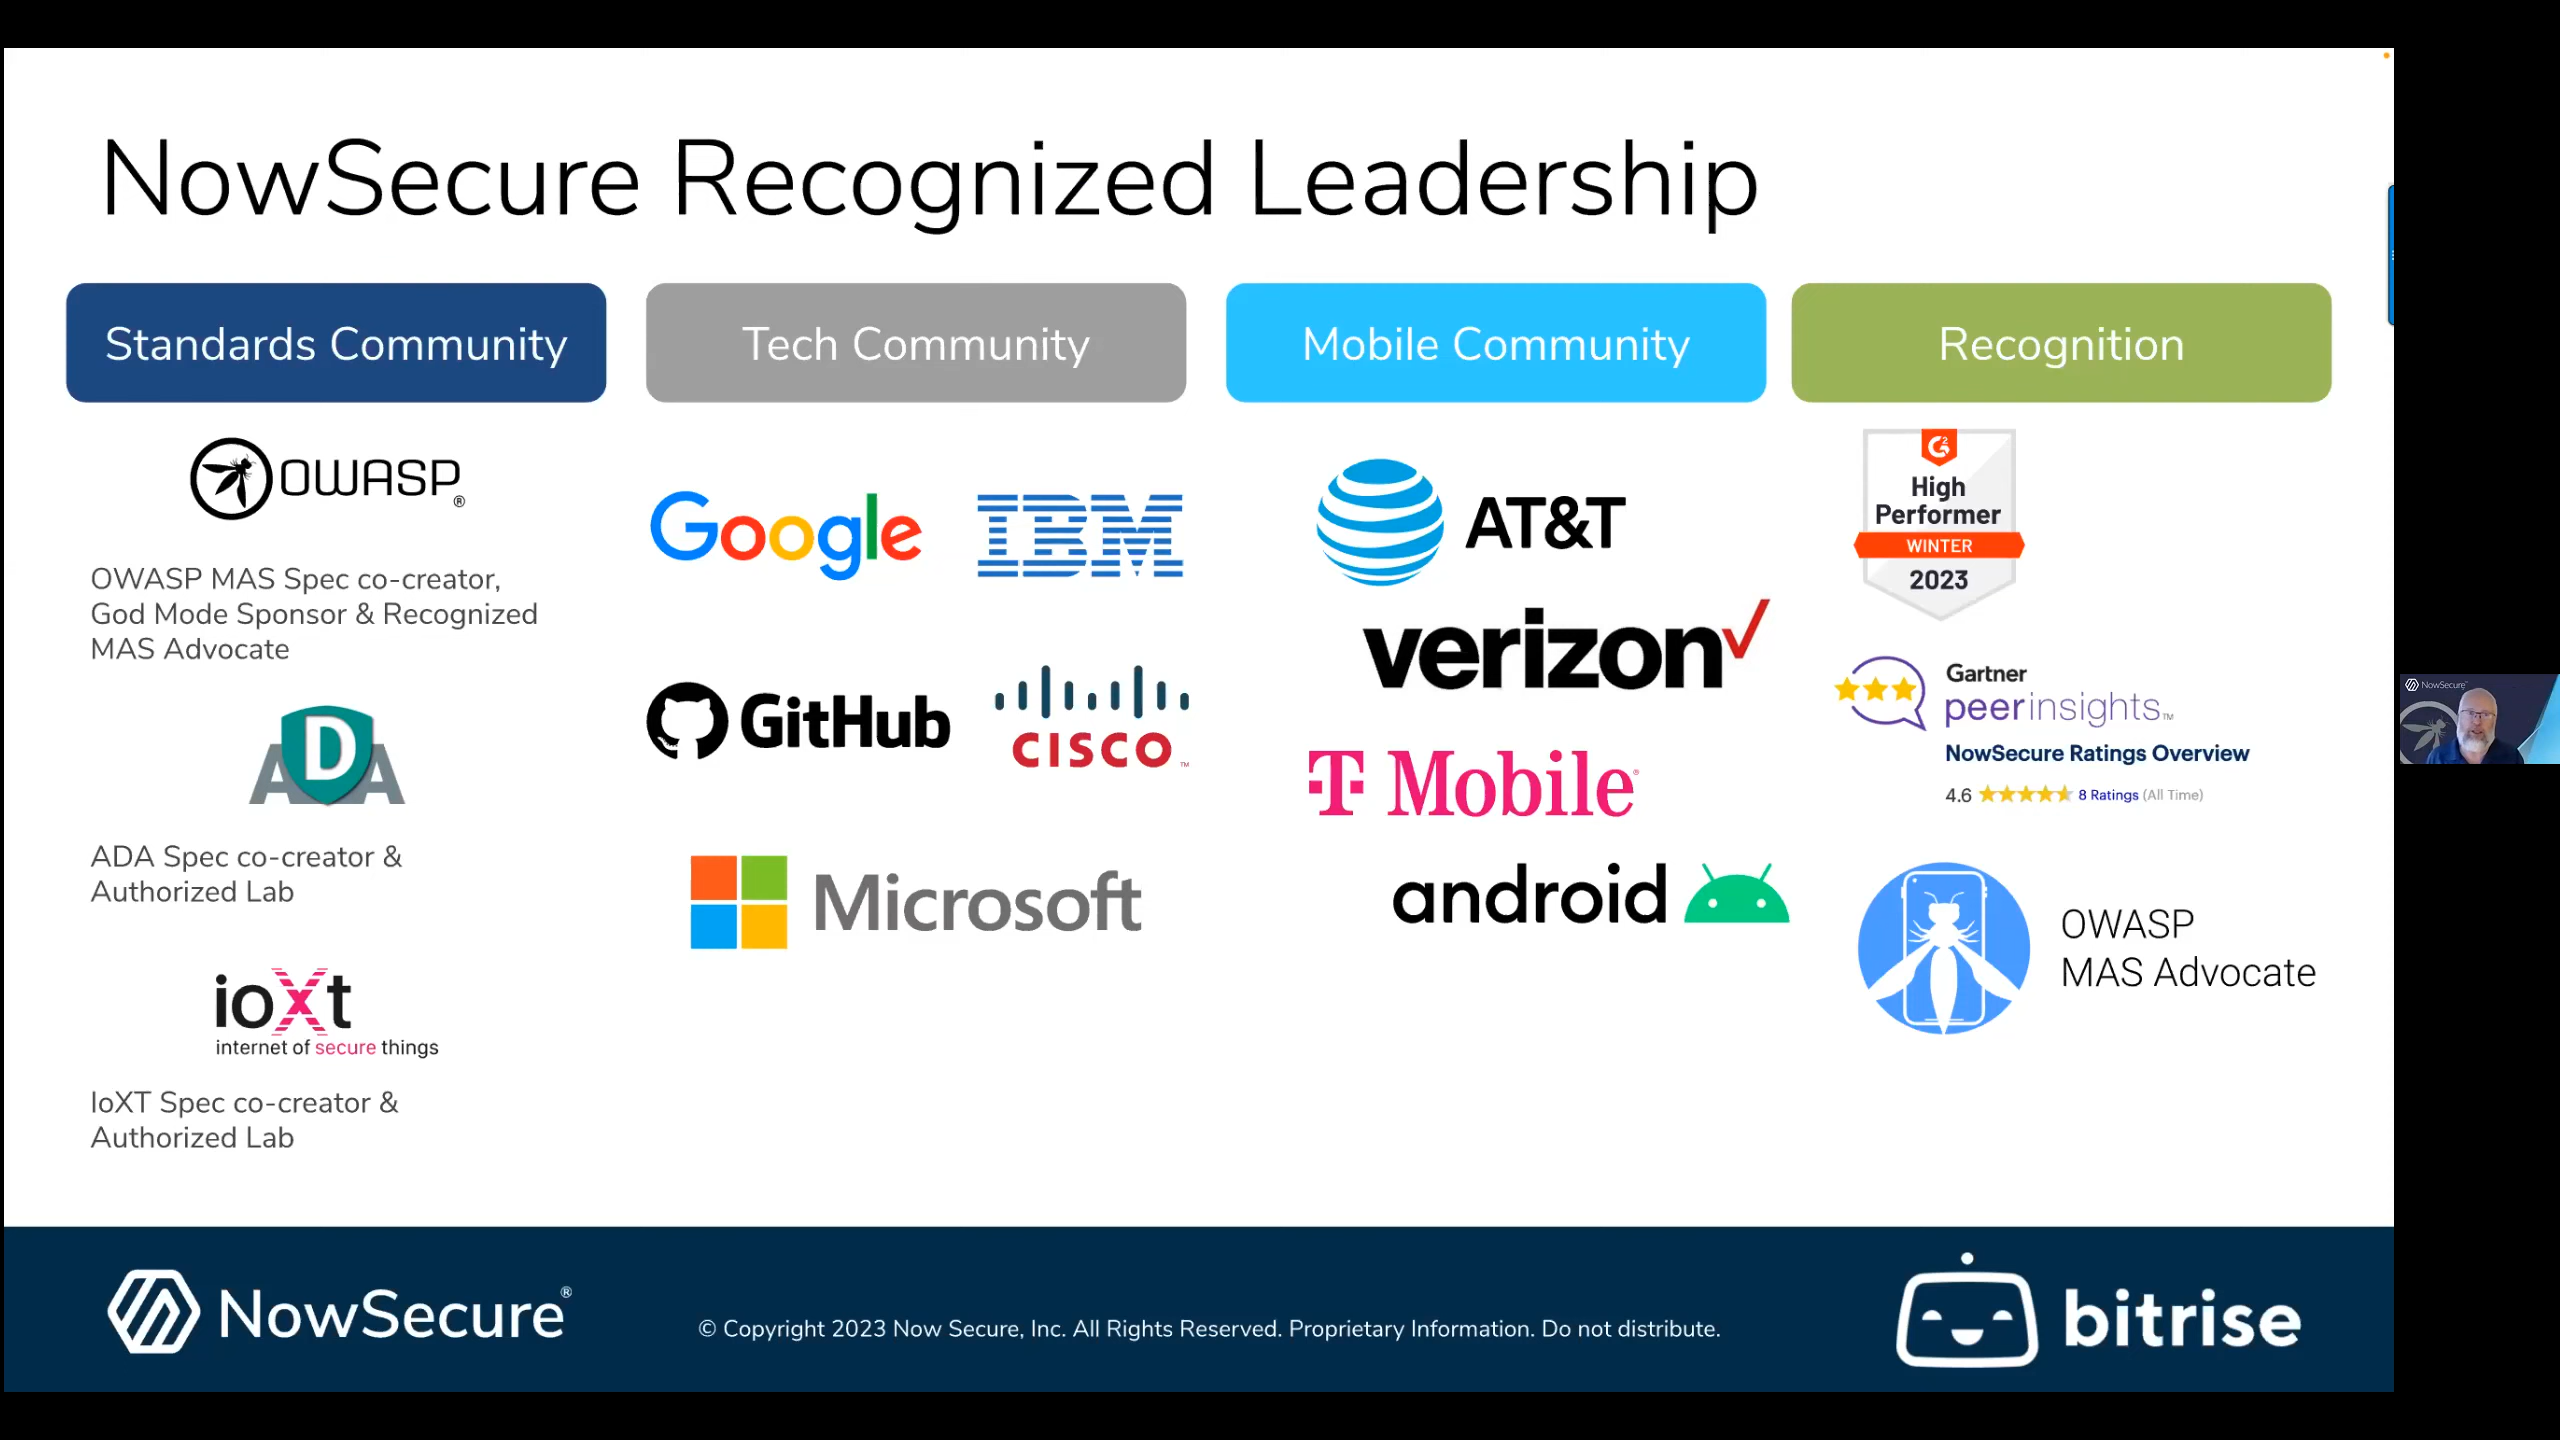 NowSecure Recognized Leadership
Standards Community
OWASP®
OWASP MAS Spec co-creator,
God Mode Sponsor & Recognized
MAS Advocate
ADA
ADA Spec co-creator &
Authorized Lab
ioXt
internet of secure things
IoXT Spec co-creator &
Authorized Lab
Tech Community
Google
IBM
GitHub
CISCO™
Microsoft
Mobile Community
AT&T
verizon✓
T Mobile®
android
Recognition
G2
High
Performer
WINTER
2023
Gartner
peerinsights™
NowSecure Ratings Overview
4.6 8 Ratings (All Time)
OWASP
MAS Advocate
NowSecure®
© Copyright 2023 Now Secure, Inc. All Rights Reserved. Proprietary Information. Do not distribute.
bitrise
NowSecure™